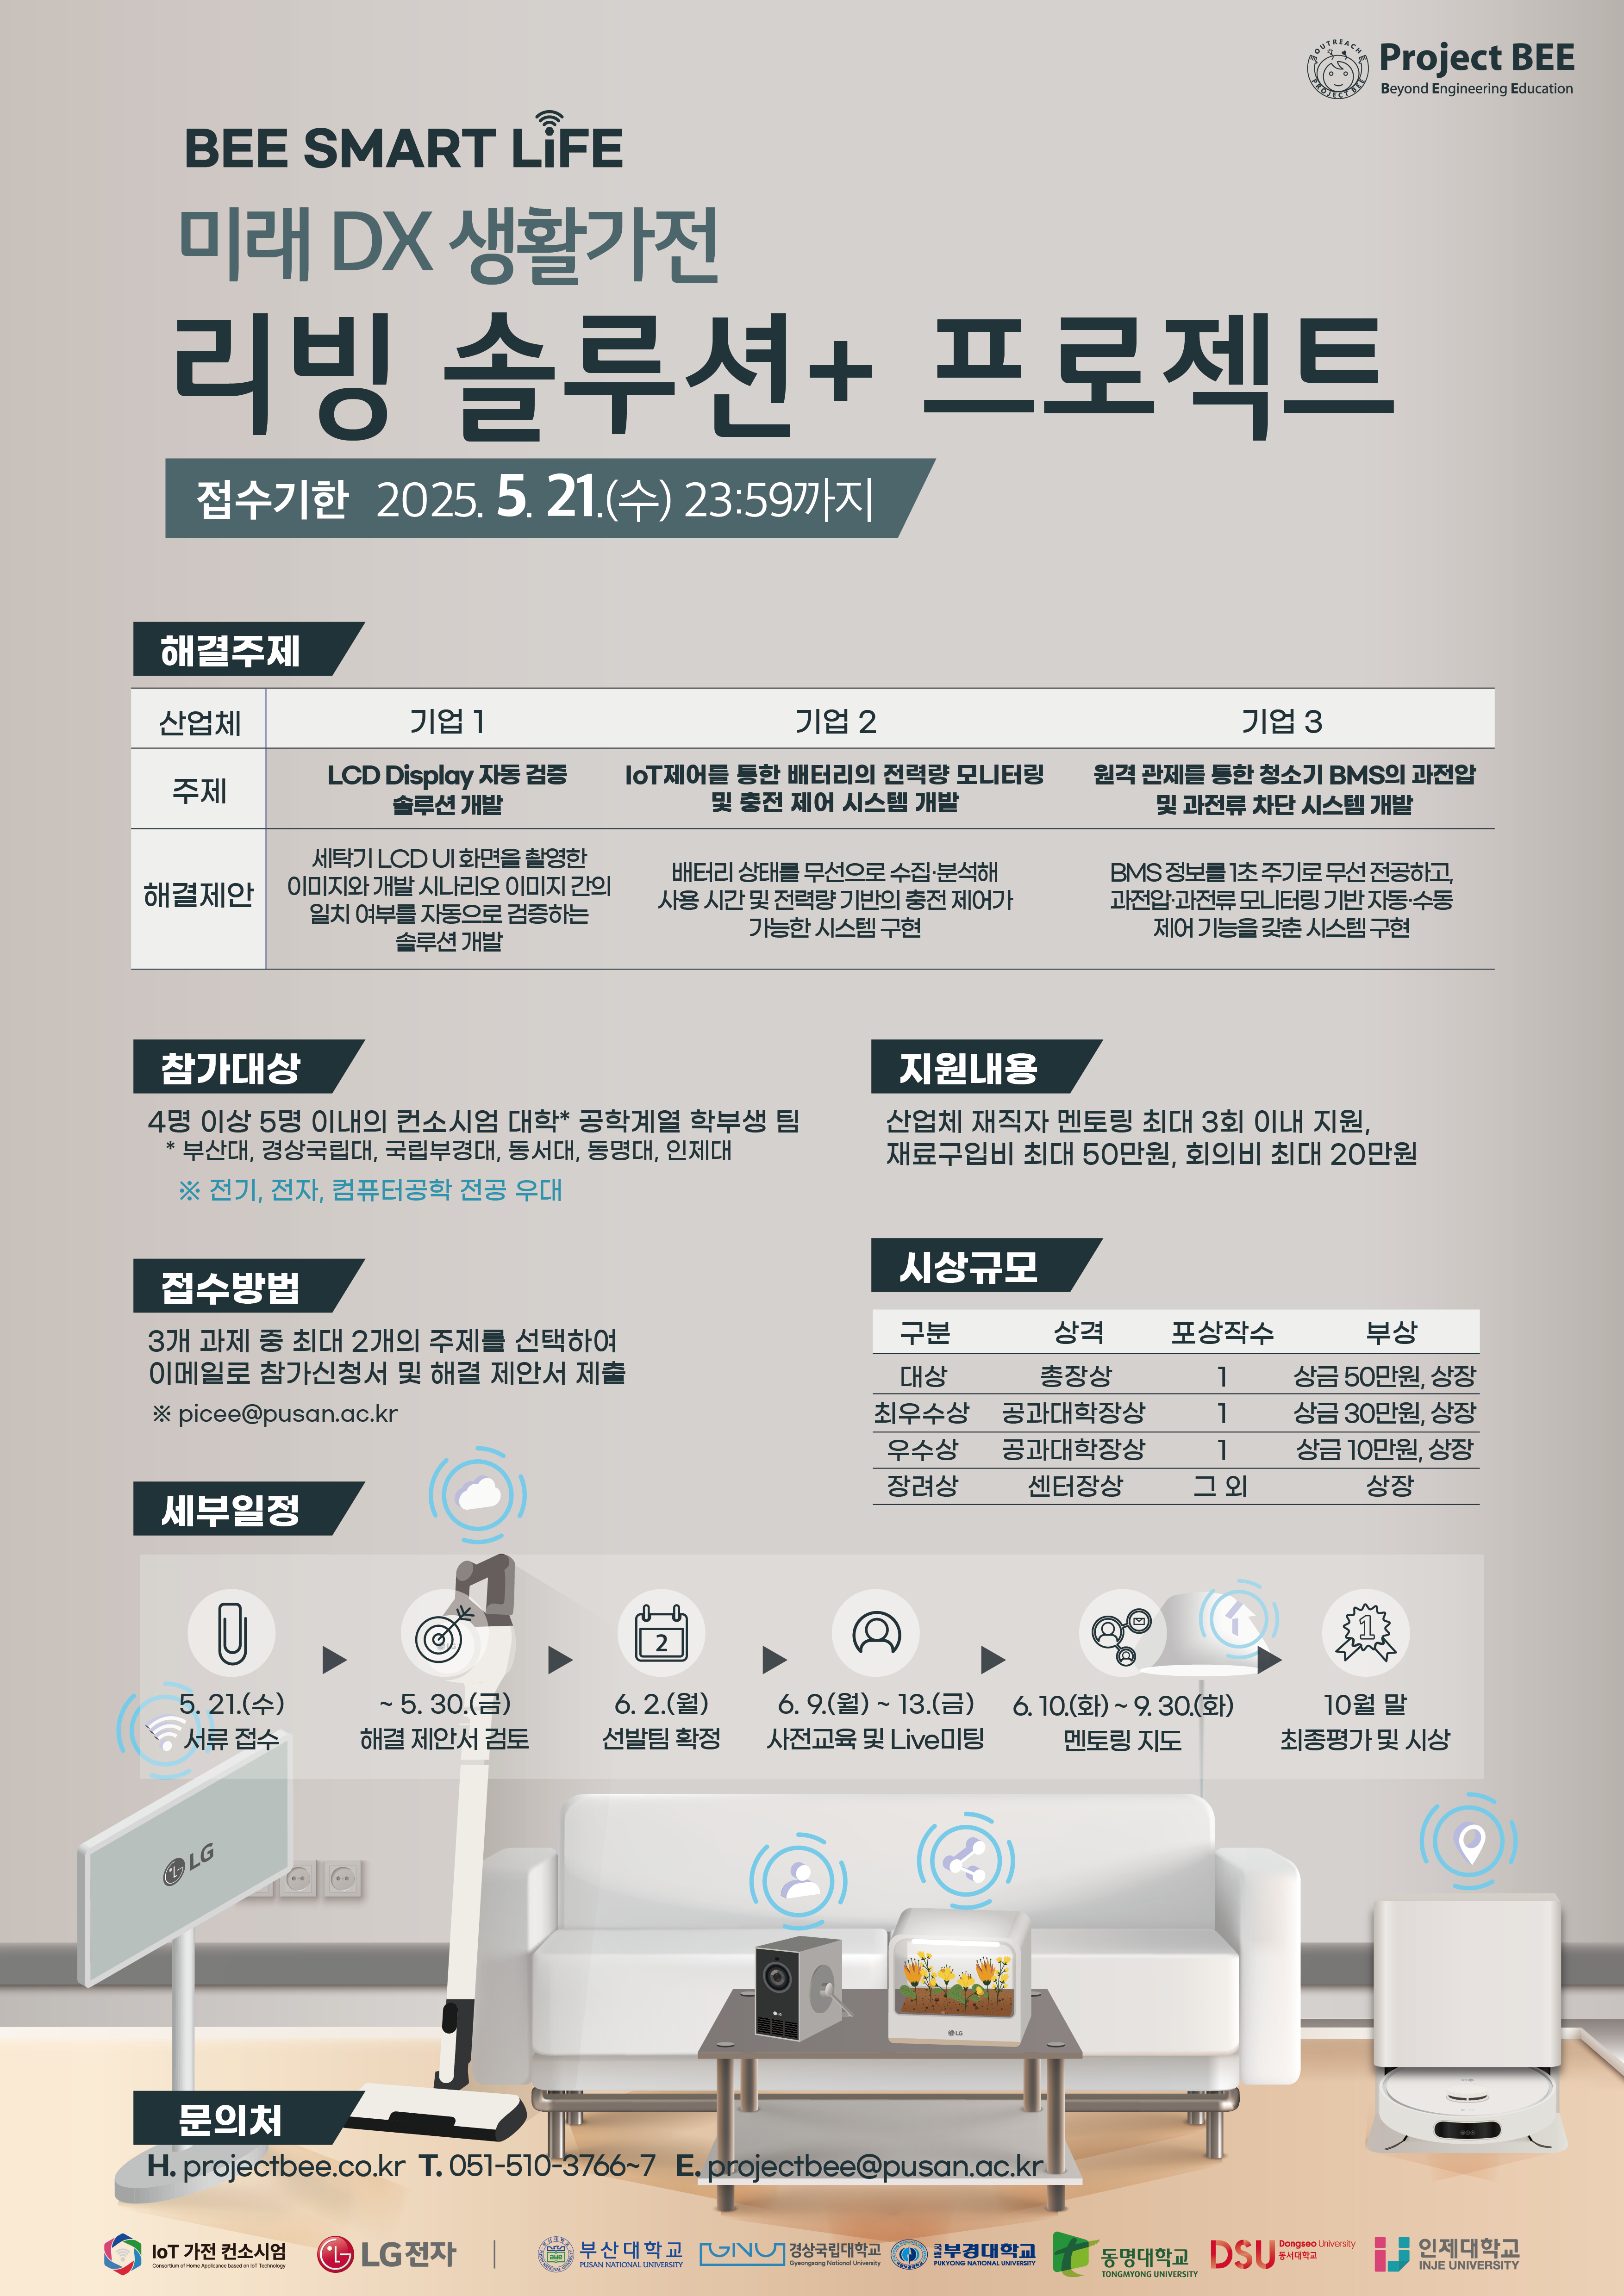 OUTREACH PROJECT BEE
Project BEE
Beyond Engineering Education
BEE SMART LiFE
미래 DX 생활가전
리빙 솔루션+ 프로젝트
접수기한 2025. 5. 21.(수) 23:59까지
해결주제
산업체 기업 1 기업 2 기업 3
주제
LCD Display 자동 검증
솔루션 개발
IoT제어를 통한 배터리의 전력량 모니터링
및 충전 제어 시스템 개발
원격 관제를 통한 청소기 BMS의 과전압
및 과전류 차단 시스템 개발
해결제안
세탁기 LCD UI 화면을 촬영한
이미지와 개발 시나리오 이미지 간의
일치 여부를 자동으로 검증하는
솔루션 개발
배터리 상태를 무선으로 수집·분석해
사용 시간 및 전력량 기반의 충전 제어가
가능한 시스템 구현
BMS 정보를 1초 주기로 무선 전공하고,
과전압·과전류 모니터링 기반 자동·수동
제어 기능을 갖춘 시스템 구현
참가대상
4명 이상 5명 이내의 컨소시엄 대학* 공학계열 학부생 팀
* 부산대, 경상국립대, 국립부경대, 동서대, 동명대, 인제대
※ 전기, 전자, 컴퓨터공학 전공 우대
지원내용
산업체 재직자 멘토링 최대 3회 이내 지원,
재료구입비 최대 50만원, 회의비 최대 20만원
접수방법
3개 과제 중 최대 2개의 주제를 선택하여
이메일로 참가신청서 및 해결 제안서 제출
※ picee@pusan.ac.kr
시상규모
구분 상격 포상작수 부상
대상 총장상 1 상금 50만원, 상장
최우수상 공과대학장상 1 상금 30만원, 상장
우수상 공과대학장상 1 상금 10만원, 상장
장려상 센터장상 그 외 상장
세부일정
2
1
5. 21.(수)
서류 접수
~ 5. 30.(금)
해결 제안서 검토
6. 2.(월)
선발팀 확정
6. 9.(월) ~ 13.(금)
사전교육 및 Live미팅
6. 10.(화) ~ 9. 30.(화)
멘토링 지도
10월 말
최종평가 및 시상
LG
LG
문의처
H. projectbee.co.kr T. 051-510-3766~7 E. projectbee@pusan.ac.kr
IoT 가전 컨소시엄
Consortium of Home Applicance based on IoT Technology
LG전자
부산대학교
PUSAN NATIONAL UNIVERSITY
GNU 경상국립대학교
Gyeongsang National University
국립부경대학교
PUKYONG NATIONAL UNIVERSITY
동명대학교
TONGMYONG UNIVERSITY
DSU Dongseo University
동서대학교
인제대학교
INJE UNIVERSITY